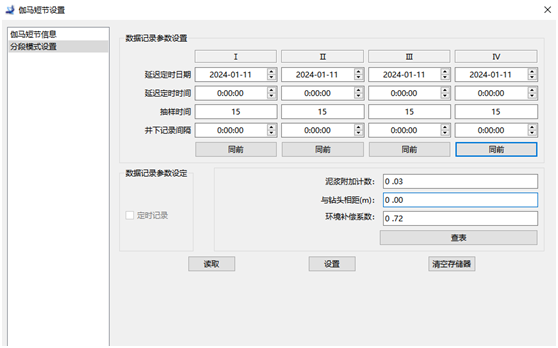 伽马短节设置
伽马短节信息
分段模式设置
数据记录参数设置
I II III IV
延迟定时日期 2024-01-11 2024-01-11 2024-01-11 2024-01-11
延迟定时时间 0:00:00 0:00:00 0:00:00 0:00:00
抽样时间 15 15 15 15
井下记录间隔 0:00:00 0:00:00 0:00:00 0:00:00
同前 同前 同前 同前
数据记录参数设定
定时记录
泥浆附加计数: 0 .03
与钻头相距(m): 0 .00
环境补偿系数: 0 .72
查表
读取 设置 清空存储器